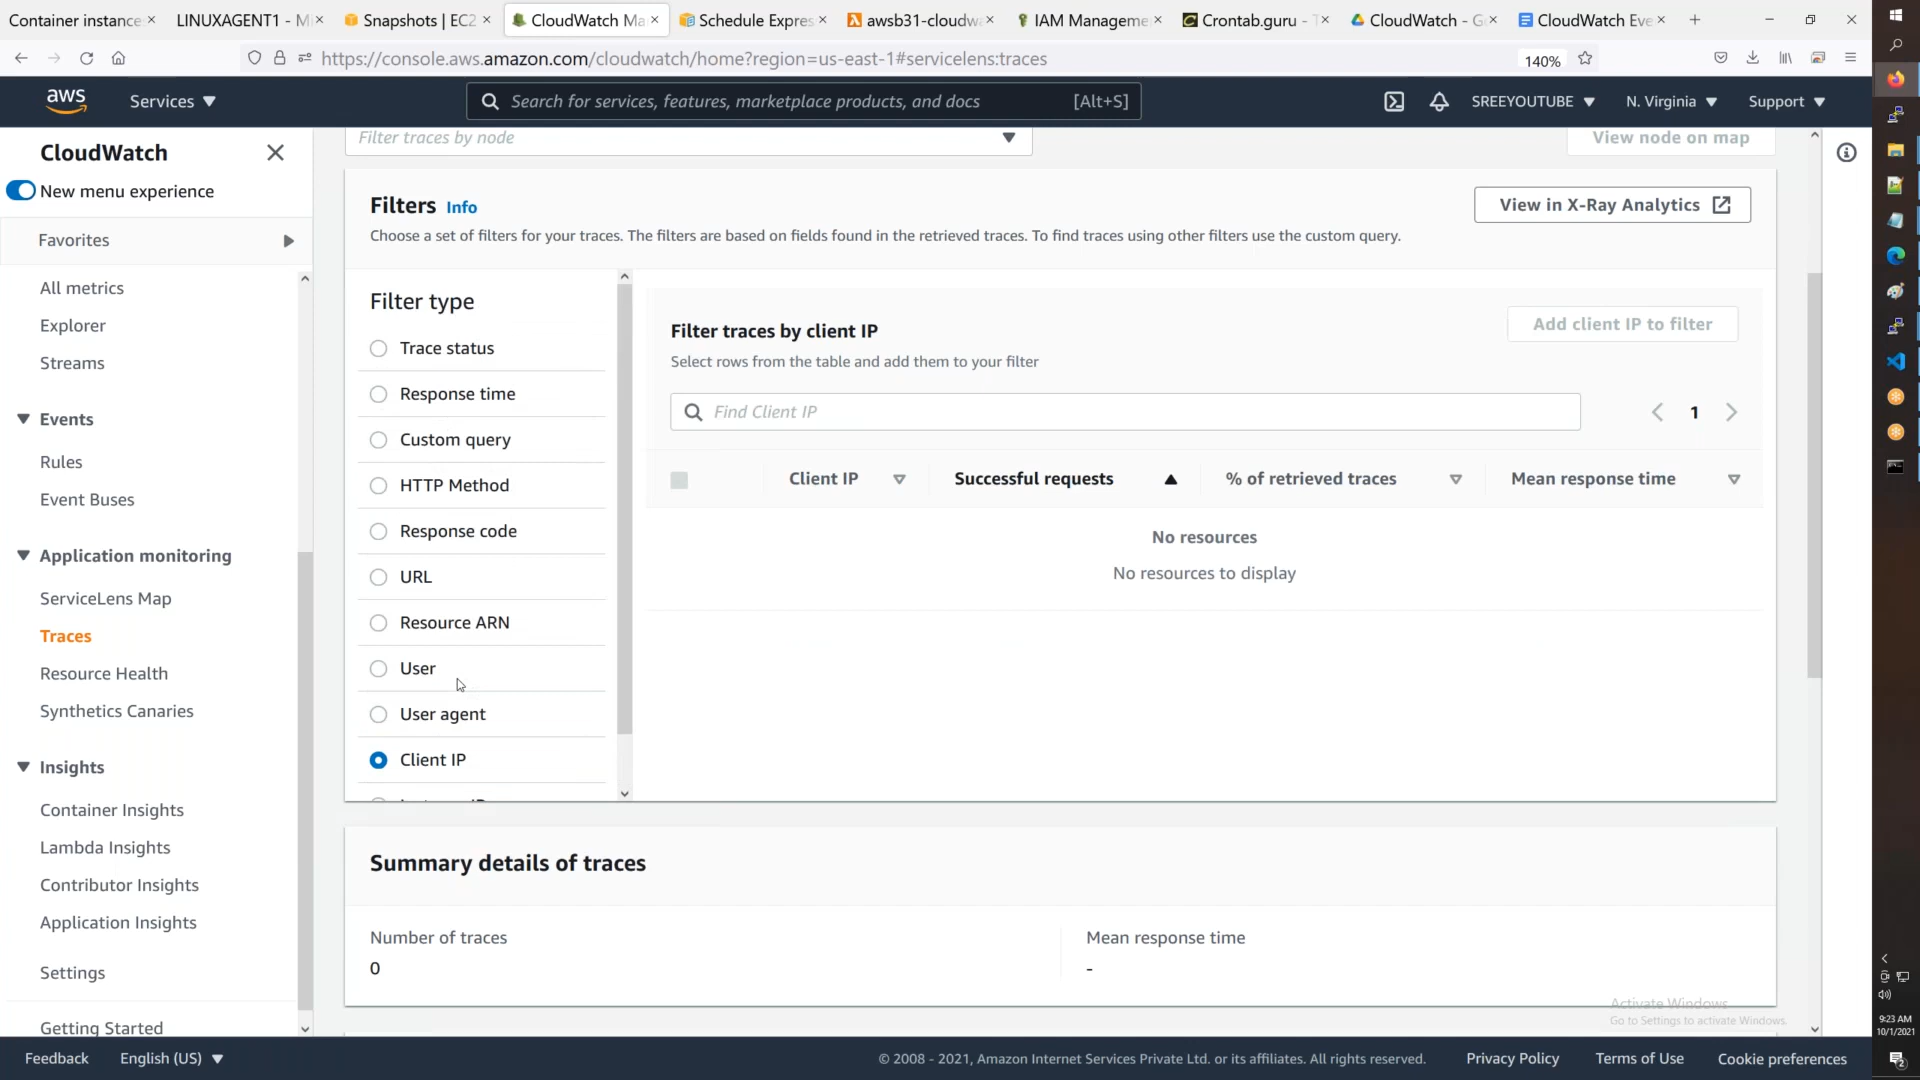 Container instance
LINUXAGENT1 - Mi
Snapshots | EC2
CloudWatch Ma
Schedule Expres
awsb31-cloudwa
IAM Manageme
Crontab.guru - T
CloudWatch - Go
CloudWatch Eve
https://console.aws.amazon.com/cloudwatch/home?region=us-east-1#servicelens:traces
140%
aws
Services
Search for services, features, marketplace products, and docs
[Alt+S]
SREEYOUTUBE
N. Virginia
Support
CloudWatch
New menu experience
Favorites
All metrics
Explorer
Streams
Events
Rules
Event Buses
Application monitoring
ServiceLens Map
Traces
Resource Health
Synthetics Canaries
Insights
Container Insights
Lambda Insights
Contributor Insights
Application Insights
Settings
Getting Started
Filter traces by node
View node on map
Filters Info
View in X-Ray Analytics
Choose a set of filters for your traces. The filters are based on fields found in the retrieved traces. To find traces using other filters use the custom query.
Filter type
Trace status
Response time
Custom query
HTTP Method
Response code
URL
Resource ARN
User
User agent
Client IP
Filter traces by client IP
Add client IP to filter
Select rows from the table and add them to your filter
Find Client IP
1
Client IP
Successful requests
% of retrieved traces
Mean response time
No resources
No resources to display
Summary details of traces
Number of traces
0
Mean response time
-
Activate Windows
Go to Settings to activate Windows.
Feedback
English (US)
© 2008 - 2021, Amazon Internet Services Private Ltd. or its affiliates. All rights reserved.
Privacy Policy
Terms of Use
Cookie preferences
9:23 AM
10/1/2021
2